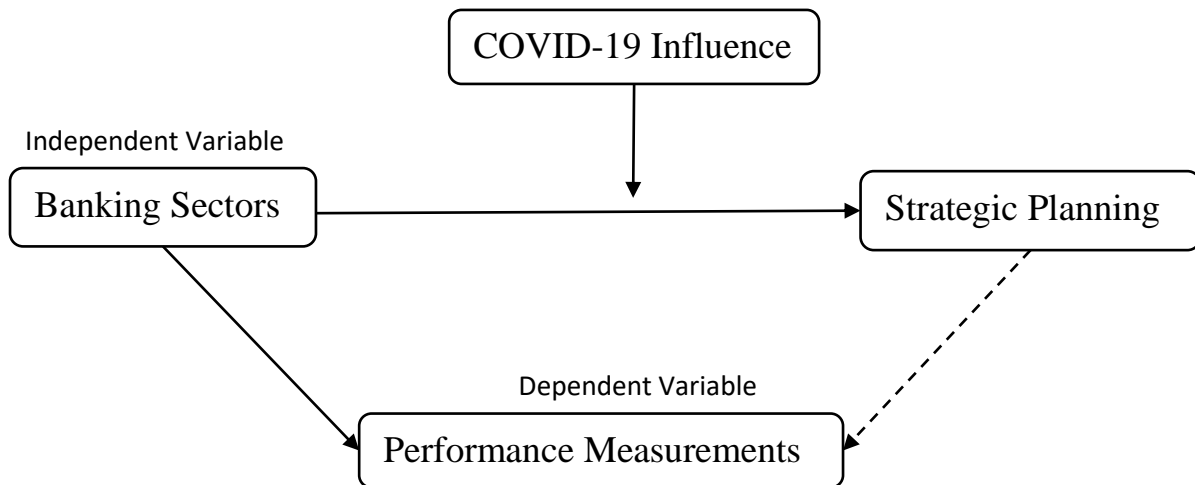 COVID-19 Influence
Independent Variable
Banking Sectors
Strategic Planning
Dependent Variable
Performance Measurements